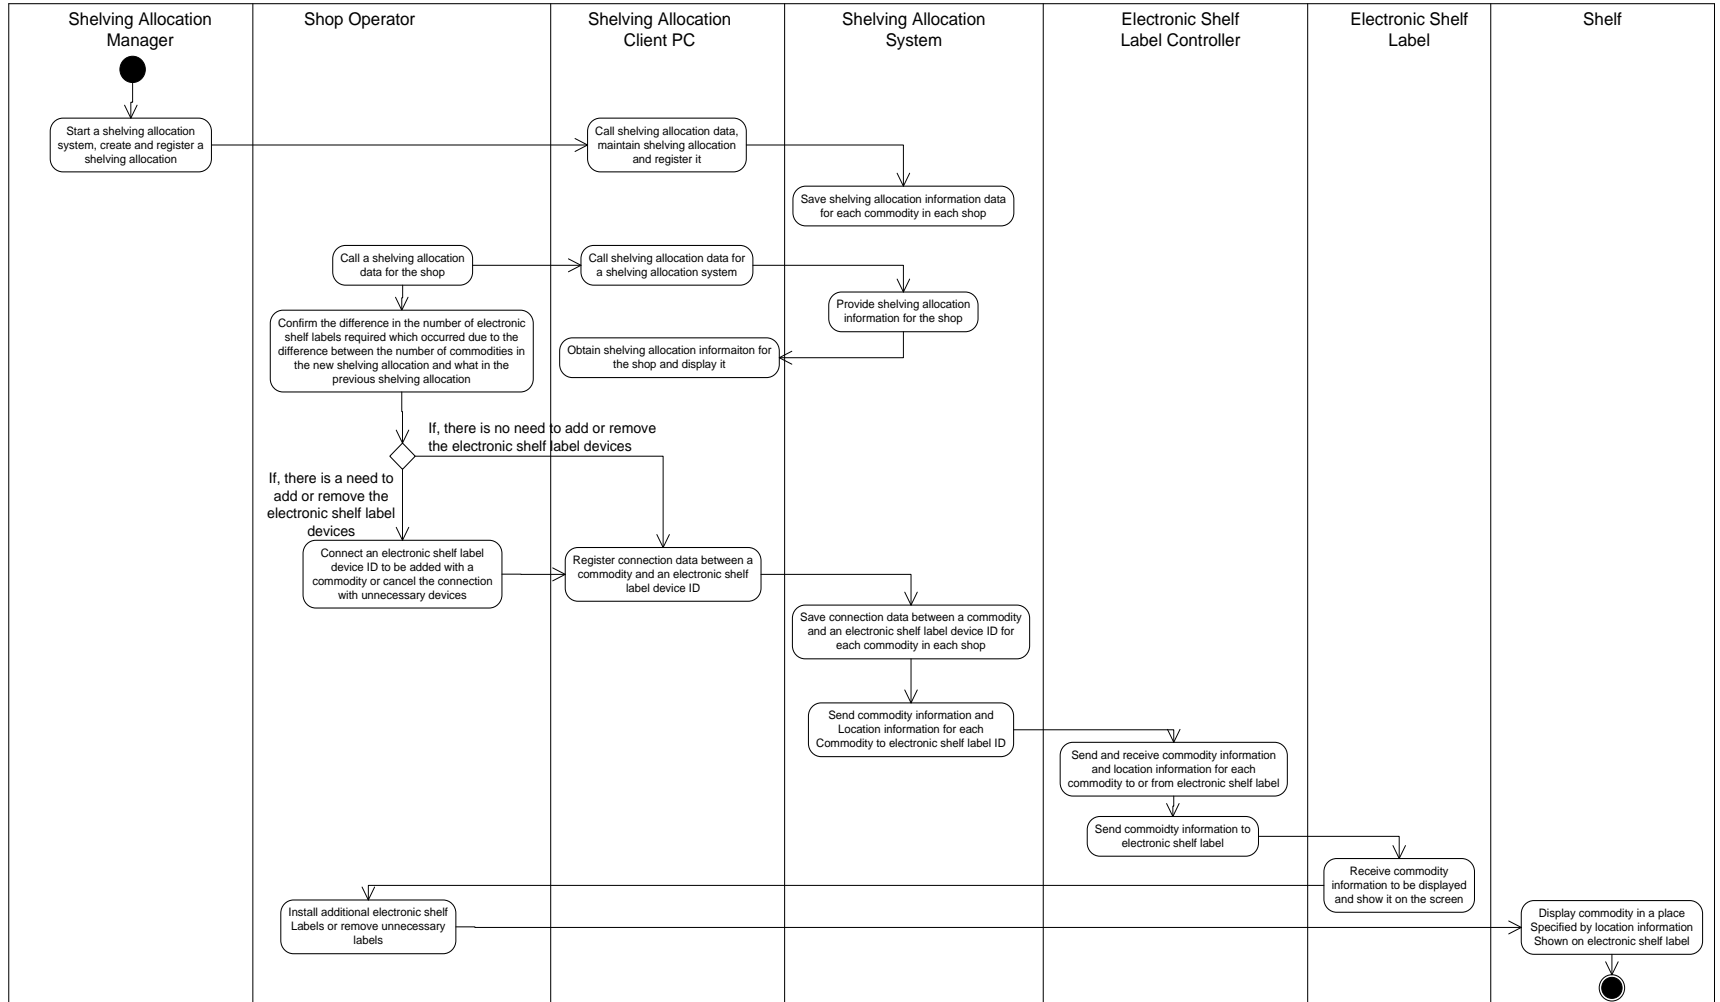 Shelving Allocation
Manager
Shop Operator
Shelving Allocation
Client PC
Shelving Allocation
System
Electronic Shelf
Label Controller
Electronic Shelf
Label
Shelf
Start a shelving allocation
system, create and register a
shelving allocation
Call shelving allocation data,
maintain shelving allocation
and register it
Save shelving allocation information data
for each commodity in each shop
Call a shelving allocation
data for the shop
Call shelving allocation data for
a shelving allocation system
Provide shelving allocation
information for the shop
Confirm the difference in the number of electronic
shelf labels required which occurred due to the
difference between the number of commodities in
the new shelving allocation and what in the
previous shelving allocation
Obtain shelving allocation informaiton for
the shop and display it
If, there is no need to add or remove
the electronic shelf label devices
If, there is a need to
add or remove the
electronic shelf label
devices
Connect an electronic shelf label
device ID to be added with a
commodity or cancel the connection
with unnecessary devices
Register connection data between a
commodity and an electronic shelf
label device ID
Save connection data between a commodity
and an electronic shelf label device ID for
each commodity in each shop
Send commodity information and
Location information for each
Commodity to electronic shelf label ID
Send and receive commodity information
and location information for each
commodity to or from electronic shelf label
Send commoidty information to
electronic shelf label
Receive commodity
information to be displayed
and show it on the screen
Install additional electronic shelf
Labels or remove unnecessary
labels
Display commodity in a place
Specified by location information
Shown on electronic shelf label